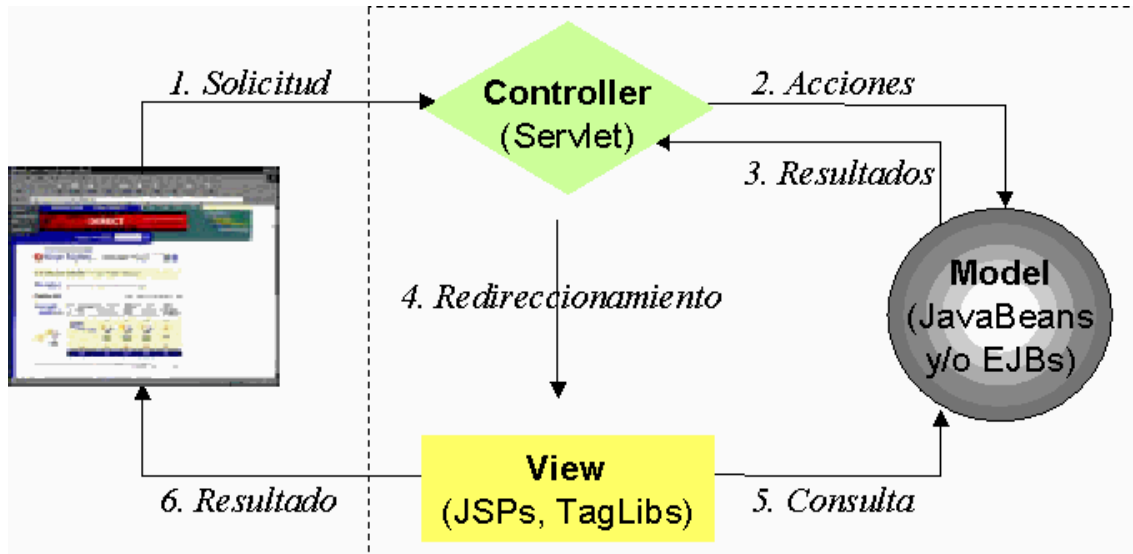 1. Solicitud
Controller
(Servlet)
2. Acciones
3. Resultados
DIRECT
4. Redireccionamiento
Model
(JavaBeans
y/o EJBs)
View
(JSPs, TagLibs)
6. Resultado
5. Consulta